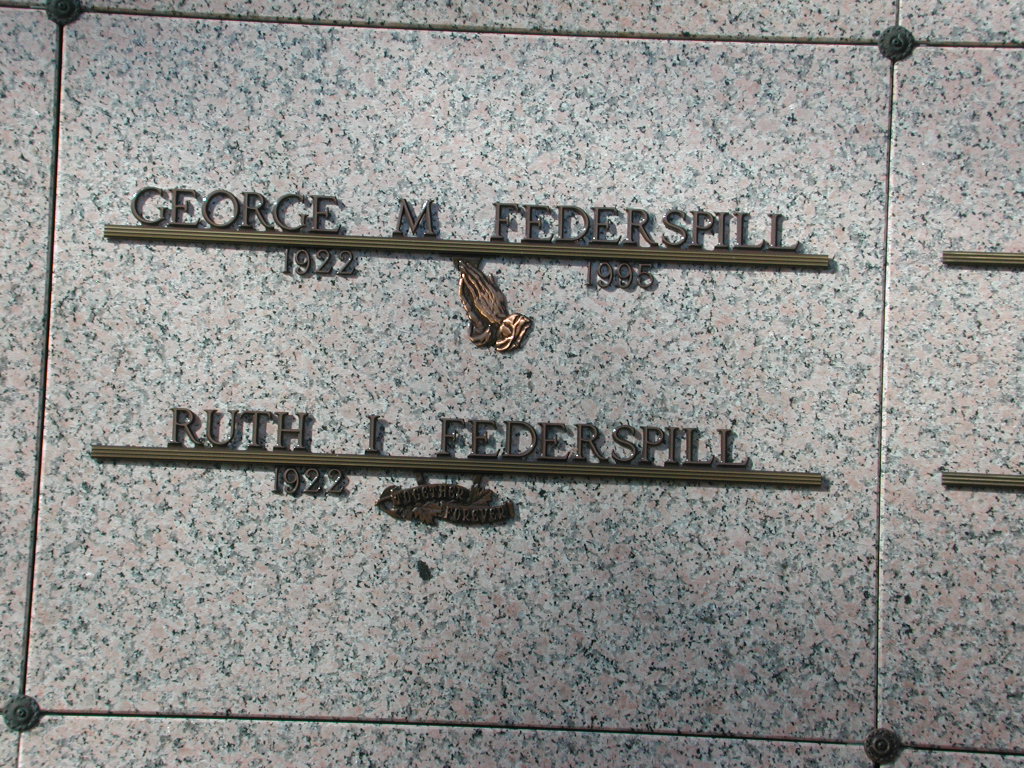 GEORGE M FEDERSPILL
1922 1995
RUTH I FEDERSPILL
1922
TOGETHER
FOREVER